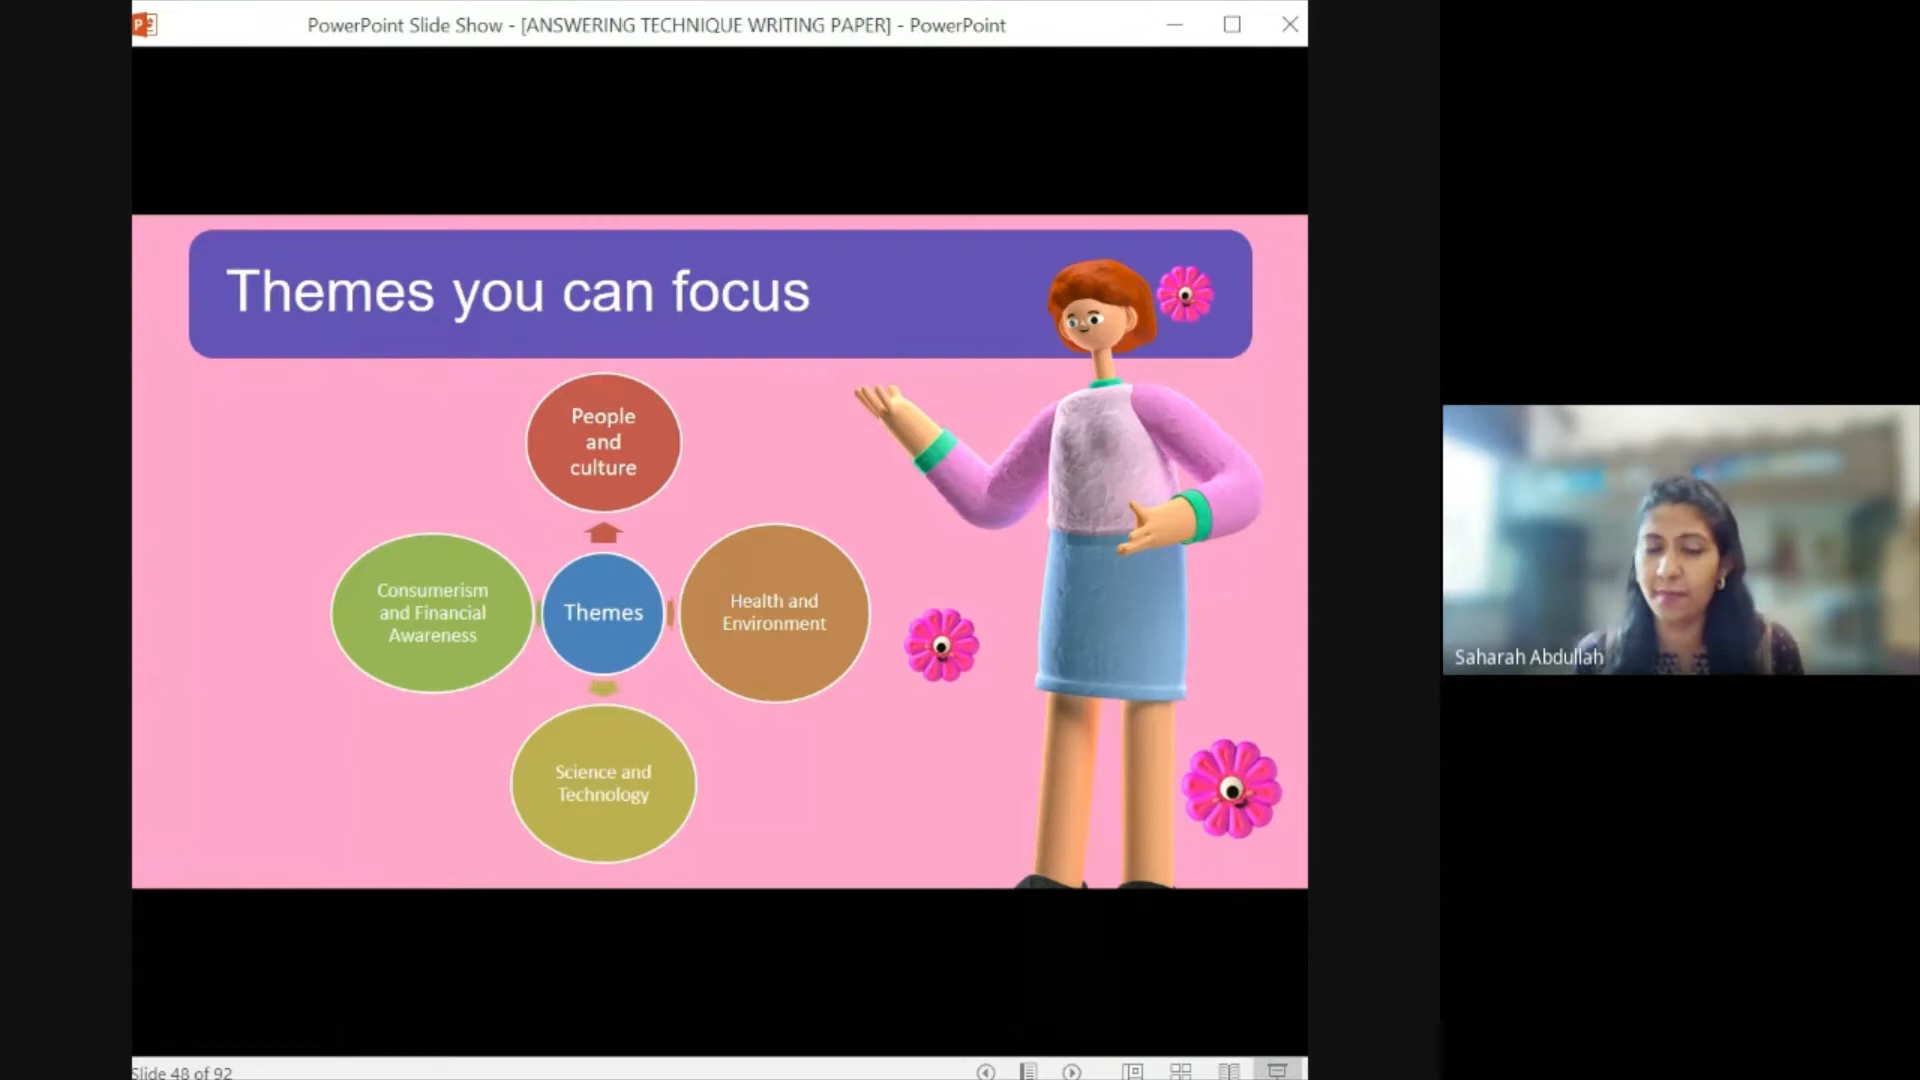 PowerPoint Slide Show - [ANSWERING TECHNIQUE WRITING PAPER] - PowerPoint
Themes you can focus
People
and
culture
Consumerism
and Financial
Awareness
Themes
Health and
Environment
Science and
Technology
Saharah Abdullah
Slide 48 of 92